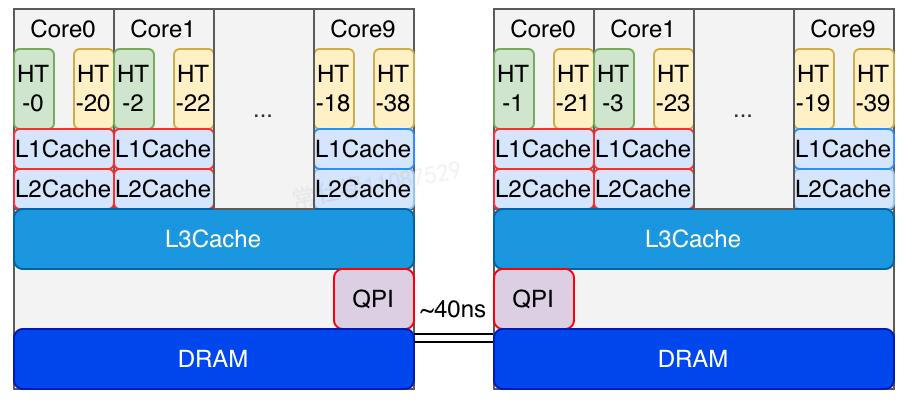 Core0 Core1 Core9 Core0 Core1 Core9
HT HT HT HT HT HT HT HT HT HT HT HT
-0 -20 -2 -22 -18 -38 -1 -21 -3 -23 -19 -39
... ...
L1Cache L1Cache L1Cache L1Cache L1Cache L1Cache
L2Cache L2Cache L2Cache L2Cache L2Cache L2Cache
L3Cache L3Cache
QPI ~40ns QPI
DRAM DRAM